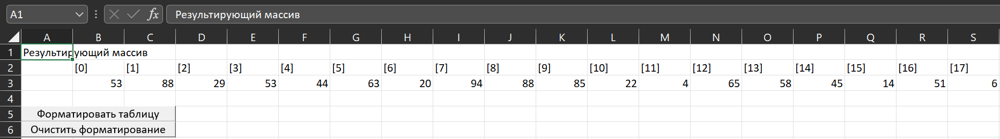 A1 fx Результирующий массив
A B C D E F G H I J K L M N O P Q R S
1 Результирующий массив
2 [0] [1] [2] [3] [4] [5] [6] [7] [8] [9] [10] [11] [12] [13] [14] [15] [16] [17]
3 53 88 29 53 44 63 20 94 88 85 22 4 65 58 45 14 51 6
4
5 Форматировать таблицу
6 Очистить форматирование